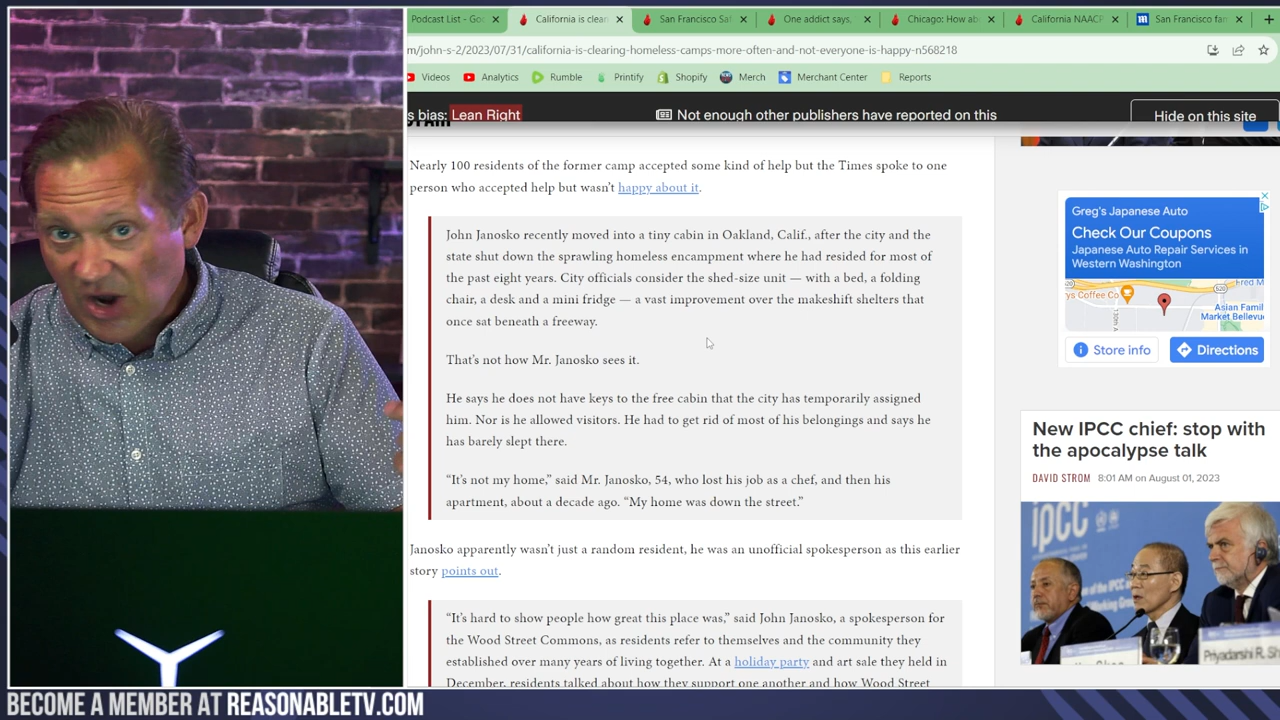 Podcast List - Goo
California is clean
San Francisco Saf
One addict says,
Chicago: How ab
California NAACP
San Francisco fan
m/john-s-2/2023/07/31/california-is-clearing-homeless-camps-more-often-and-not-everyone-is-happy-n568218
Videos
Analytics
Rumble
Printify
Shopify
Merch
Merchant Center
Reports
s bias: Lean Right
Not enough other publishers have reported on this
Hide on this site
Nearly 100 residents of the former camp accepted some kind of help but the Times spoke to one
person who accepted help but wasn't happy about it.
John Janosko recently moved into a tiny cabin in Oakland, Calif., after the city and the
state shut down the sprawling homeless encampment where he had resided for most of
the past eight years. City officials consider the shed-size unit — with a bed, a folding
chair, a desk and a mini fridge — a vast improvement over the makeshift shelters that
once sat beneath a freeway.
That's not how Mr. Janosko sees it.
He says he does not have keys to the free cabin that the city has temporarily assigned
him. Nor is he allowed visitors. He had to get rid of most of his belongings and says he
has barely slept there.
“It's not my home,” said Mr. Janosko, 54, who lost his job as a chef, and then his
apartment, about a decade ago. “My home was down the street.”
Janosko apparently wasn't just a random resident, he was an unofficial spokesperson as this earlier
story points out.
“It's hard to show people how great this place was,” said John Janosko, a spokesperson for
the Wood Street Commons, as residents refer to themselves and the community they
established over many years of living together. At a holiday party and art sale they held in
December, residents talked about how they support one another and how Wood Street
Greg's Japanese Auto
Check Our Coupons
Japanese Auto Repair Services in
Western Washington
rys Coffee Co
520
520
Fred M
130th
Asian Famil
Market Bellevu
Store info
Directions
New IPCC chief: stop with
the apocalypse talk
DAVID STROM 8:01 AM on August 01, 2023
ipcc
BECOME A MEMBER AT REASONABLETV.COM